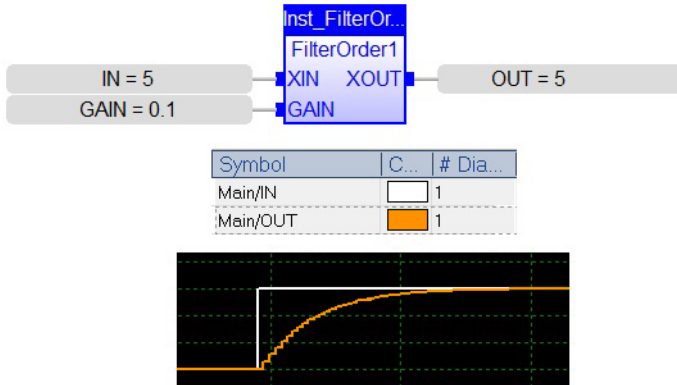 Inst_FilterOr...
FilterOrder1
IN = 5 XIN XOUT OUT = 5
GAIN = 0.1 GAIN
Symbol C... # Dia...
Main/IN 1
Main/OUT 1